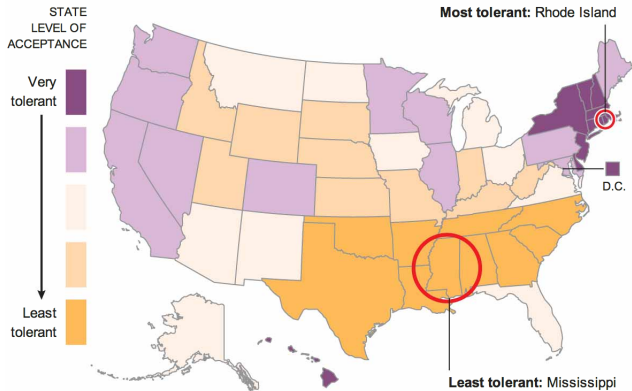 STATE
LEVEL OF
ACCEPTANCE
Very
tolerant
Least
tolerant
Most tolerant: Rhode Island
D.C.
Least tolerant: Mississippi